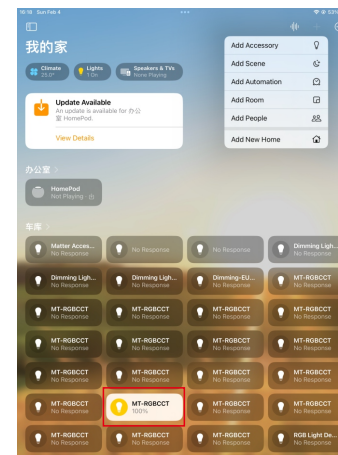 16:18 Sun Feb 4
53%
我的家
Climate
25.0°
Lights
1 On
Speakers & TVs
None Playing
Add Accessory
Add Scene
Add Automation
Add Room
Add People
Add New Home
Update Available
An update is available for 办公
室 HomePod.
View Details
办公室
HomePod
Not Playing
车库
Matter Acces...
No Response
No Response
No Response
Dimming Ligh...
No Response
Dimming Ligh...
No Response
Dimming Ligh...
No Response
Dimming-EU...
No Response
MT-RGBCCT
No Response
MT-RGBCCT
No Response
MT-RGBCCT
No Response
MT-RGBCCT
No Response
MT-RGBCCT
No Response
MT-RGBCCT
No Response
MT-RGBCCT
No Response
MT-RGBCCT
No Response
MT-RGBCCT
No Response
MT-RGBCCT
No Response
MT-RGBCCT
No Response
MT-RGBCCT
No Response
MT-RGBCCT
No Response
MT-RGBCCT
No Response
MT-RGBCCT
100%
MT-RGBCCT
No Response
MT-RGBCCT
No Response
MT-RGBCCT
No Response
MT-RGBCCT
No Response
MT-RGBCCT
No Response
RGB Light De...
No Response